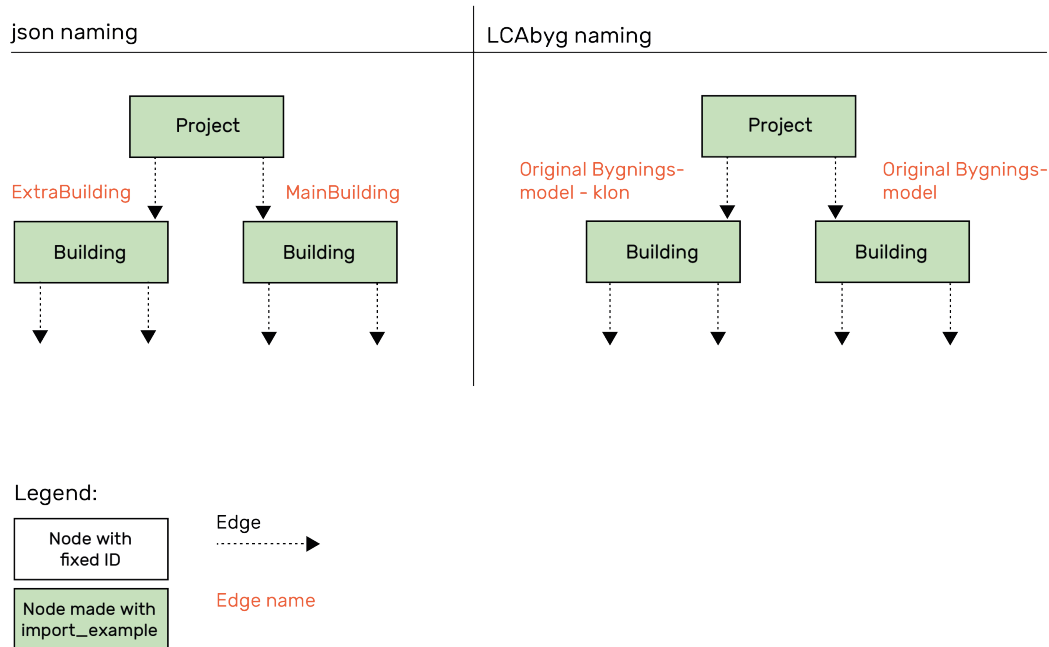 json naming
LCAbyg naming
Project
ExtraBuilding
MainBuilding
Building
Building
Project
Original Bygnings-
model - klon
Original Bygnings-
model
Building
Building
Legend:
Node with
fixed ID
Edge
Node made with
import_example
Edge name